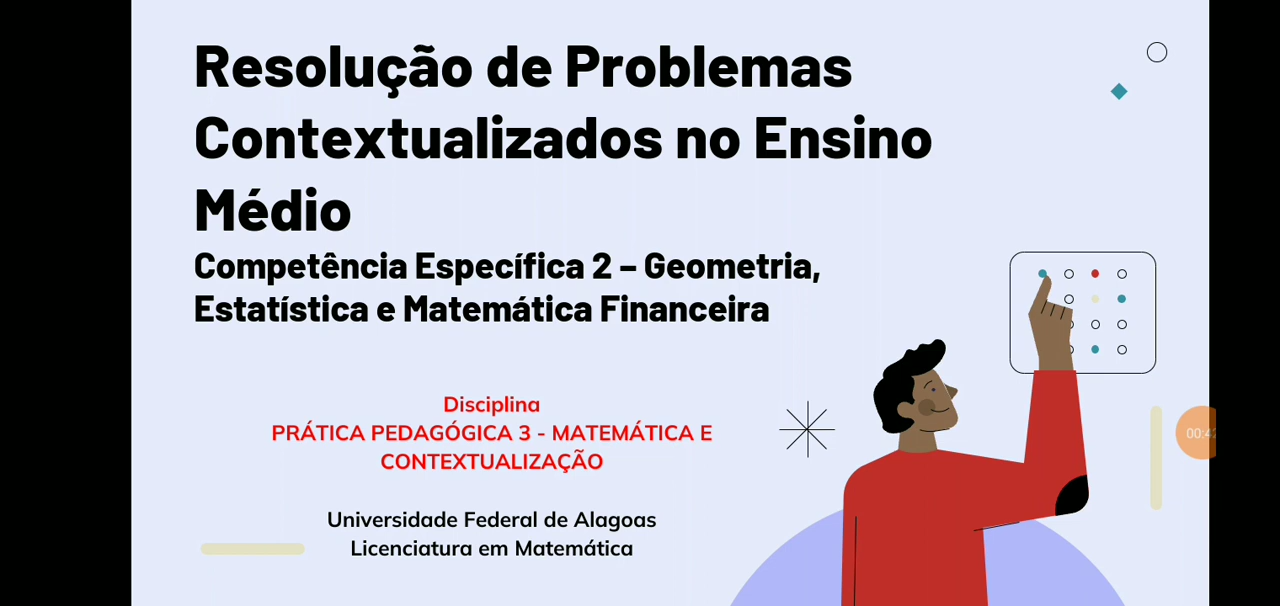 Resolução de Problemas
Contextualizados no Ensino
Médio
Competência Específica 2 – Geometria,
Estatística e Matemática Financeira
Disciplina
PRÁTICA PEDAGÓGICA 3 - MATEMÁTICA E
CONTEXTUALIZAÇÃO
Universidade Federal de Alagoas
Licenciatura em Matemática